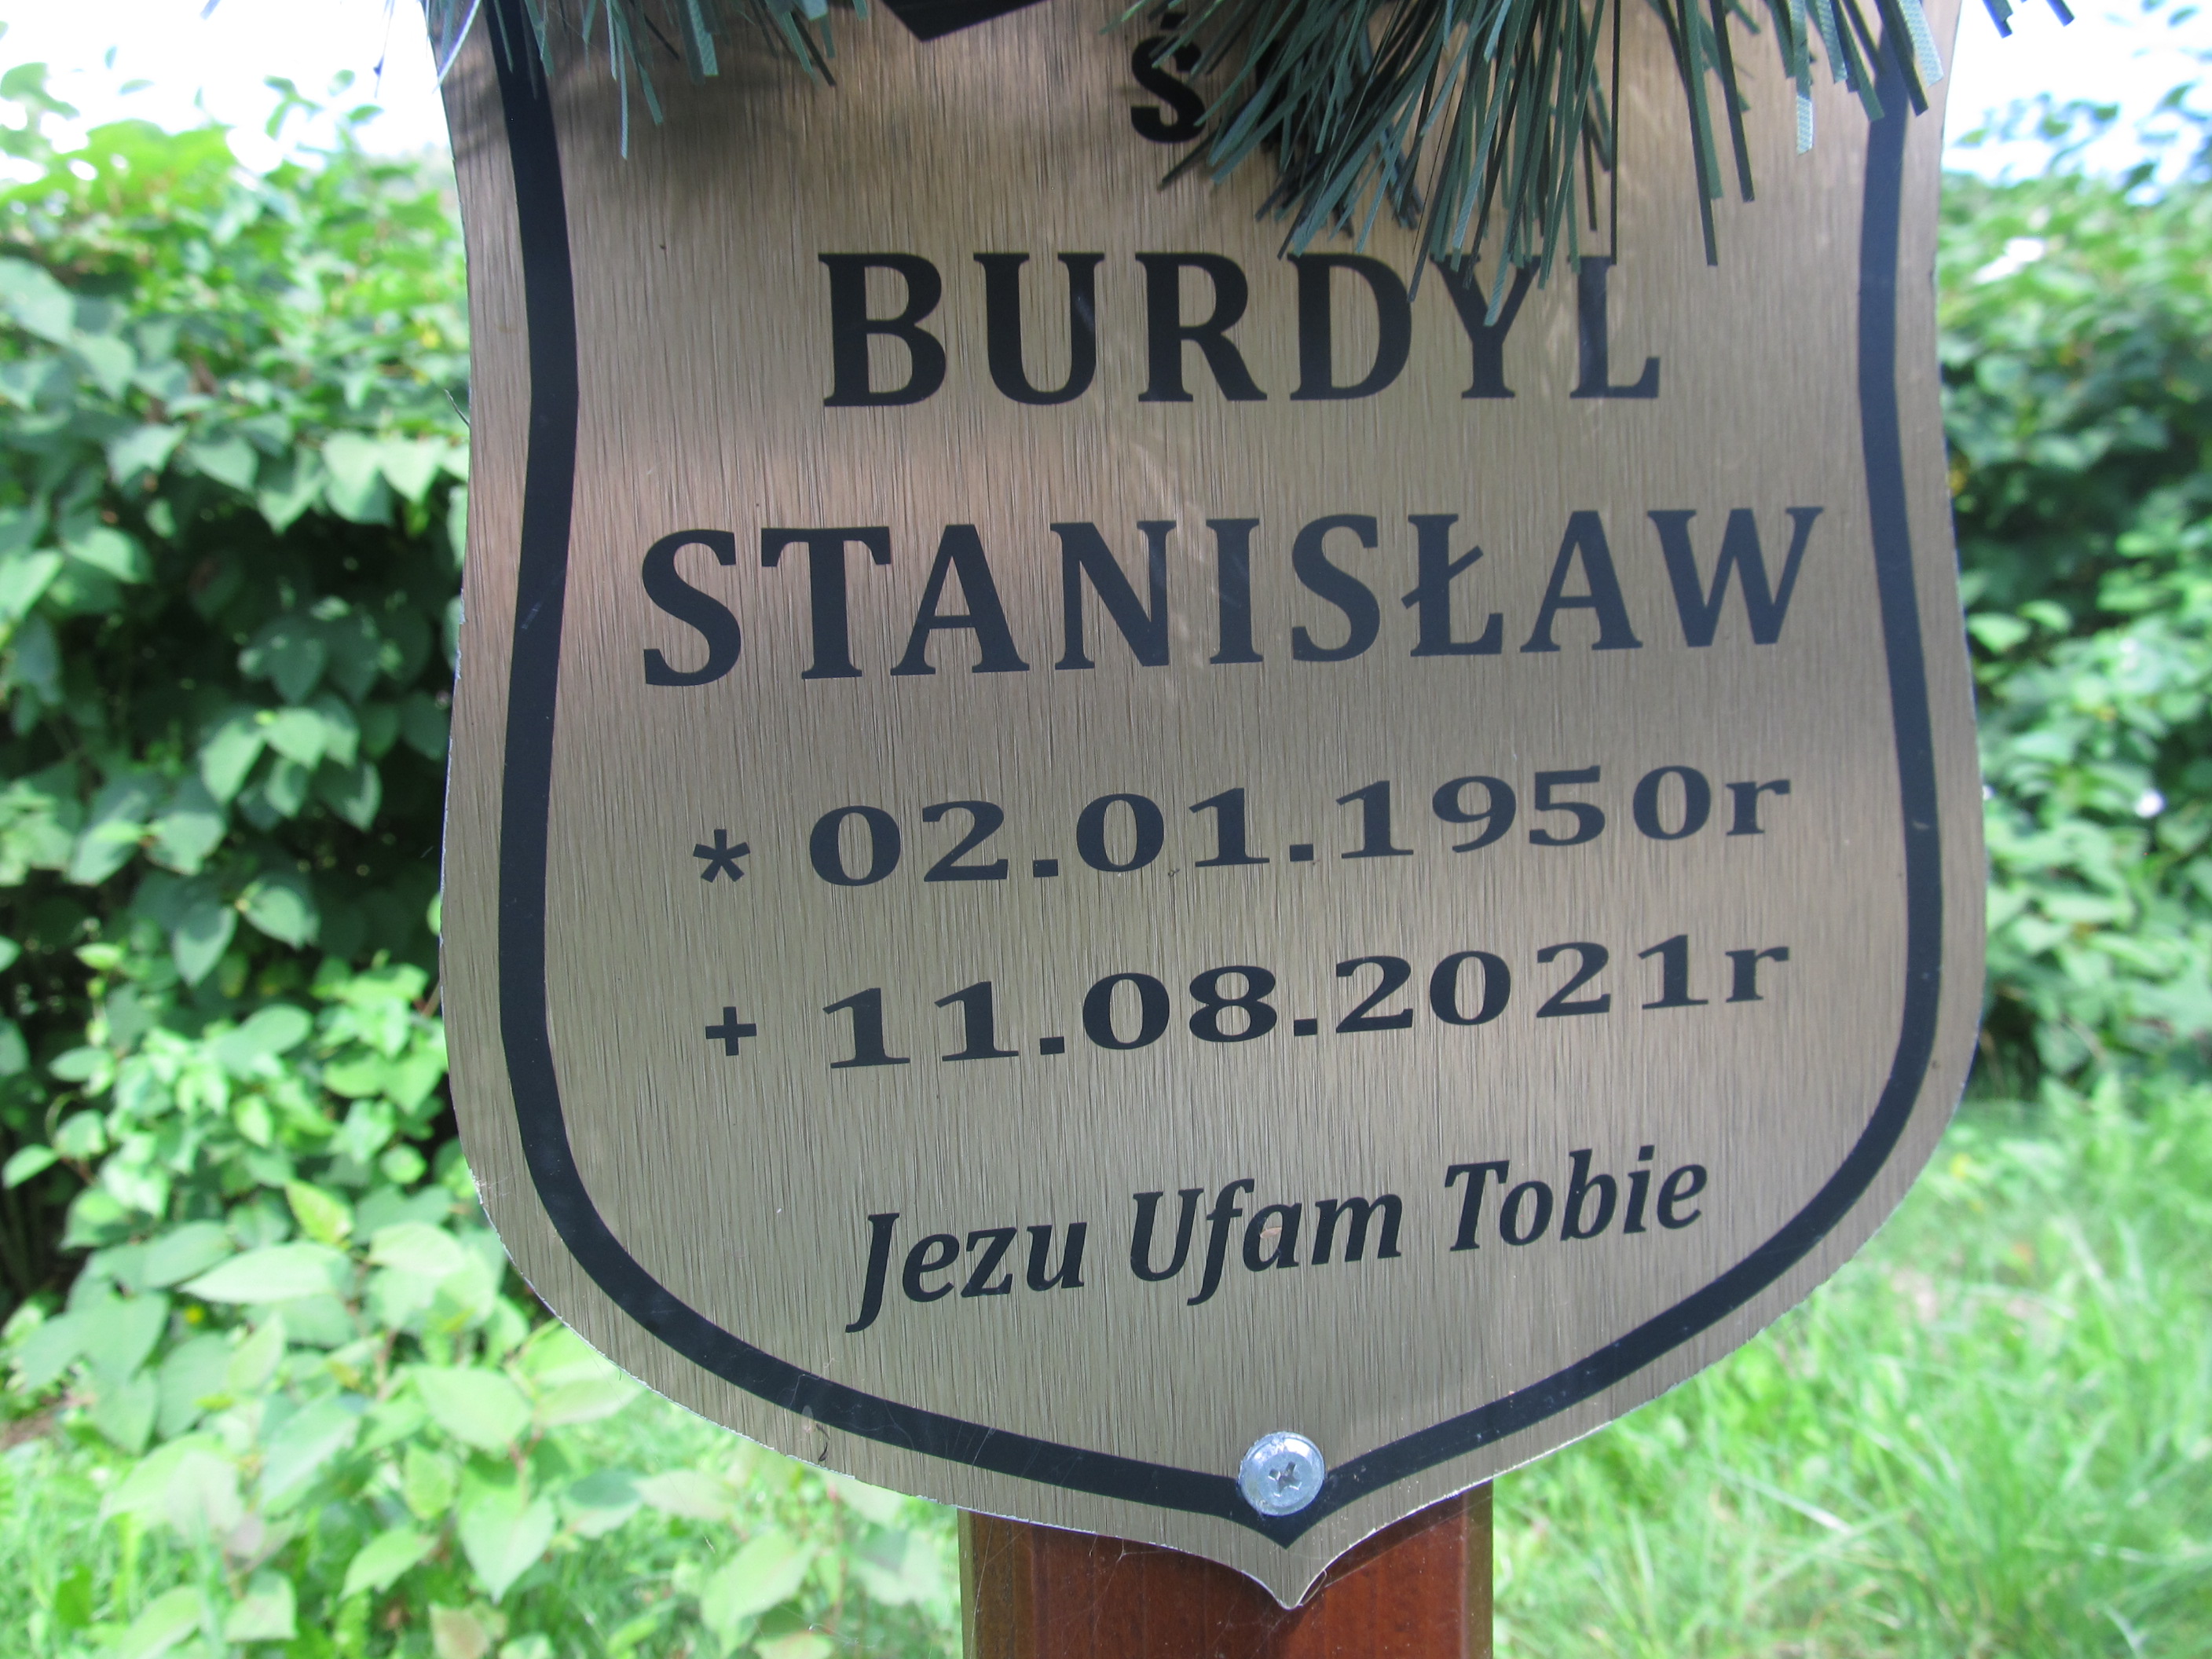 BURDYL
STANISŁAW
* 02.01.1950r
+ 11.08.2021r
Jezu Ufam Tobie